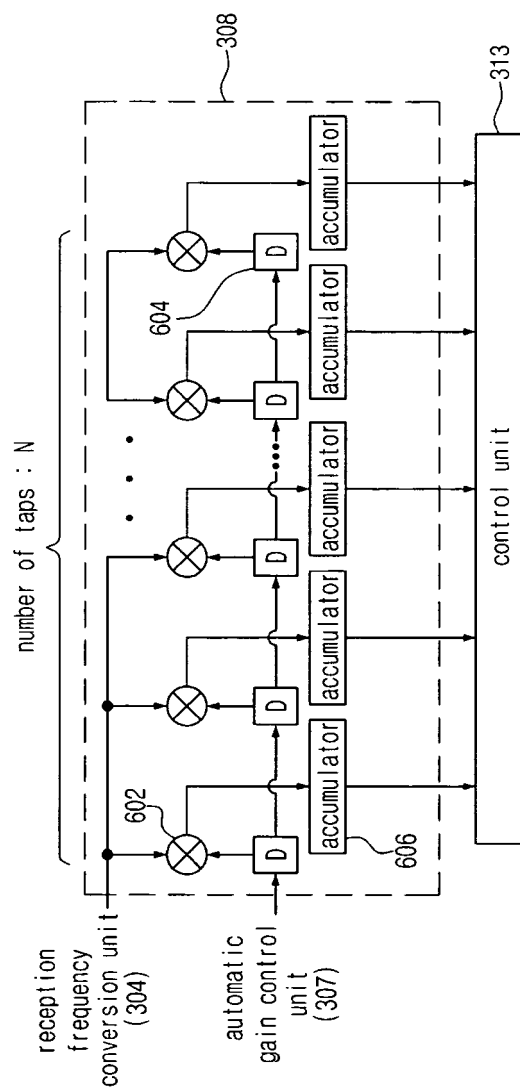 number of taps : N
308
reception
frequency
conversion unit
(304)
602
604
automatic
gain control
unit
(307)
D
D
D
D
D
606
accumulator
accumulator
accumulator
accumulator
accumulator
313
control unit